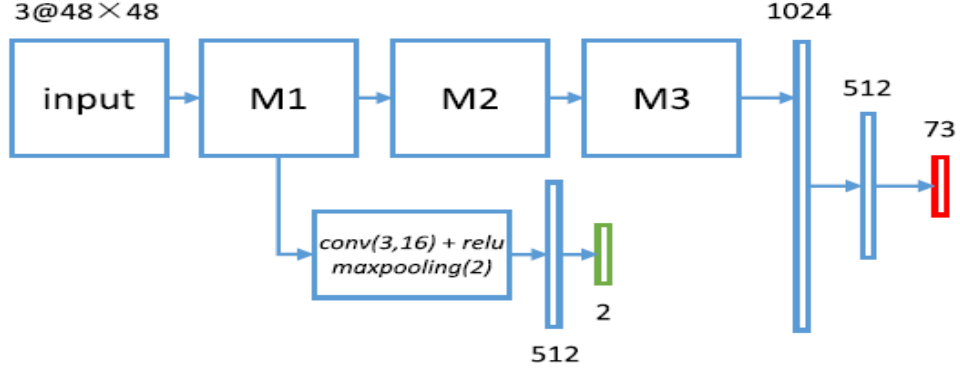 3@48×48
1024
input
M1
M2
M3
512
73
conv(3,16) + relu
maxpooling(2)
2
512